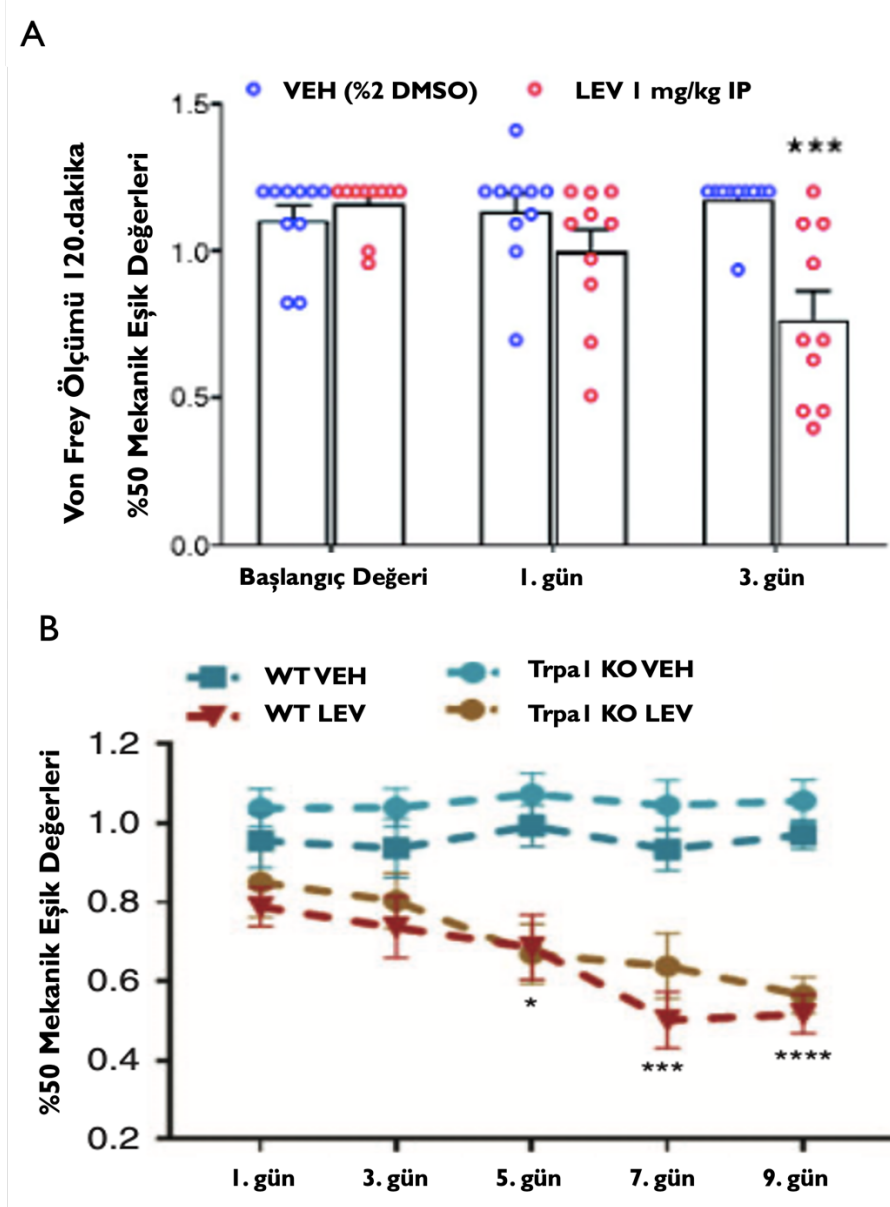 A
VEH (%2 DMSO)
LEV 1 mg/kg IP
Von Frey Ölçümü 120.dakika
%50 Mekanik Eşik Değerleri
1.5
1.0
0.5
0.0
***
Başlangıç Değeri
1. gün
3. gün
B
WT VEH
Trpa1 KO VEH
WT LEV
Trpa1 KO LEV
%50 Mekanik Eşik Değerleri
1.2
1.0
0.8
0.6
0.4
0.2
*
***
****
1. gün
3. gün
5. gün
7. gün
9. gün